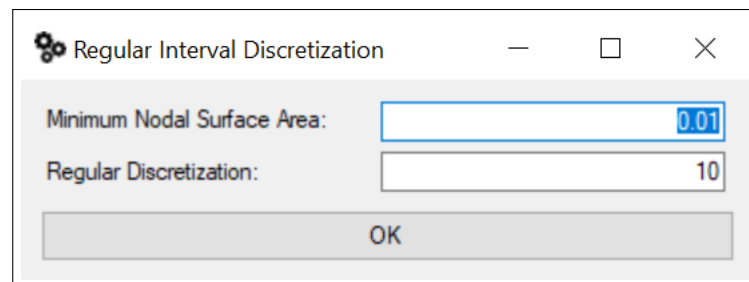 Regular Interval Discretization
Minimum Nodal Surface Area: 0.01
Regular Discretization: 10
OK